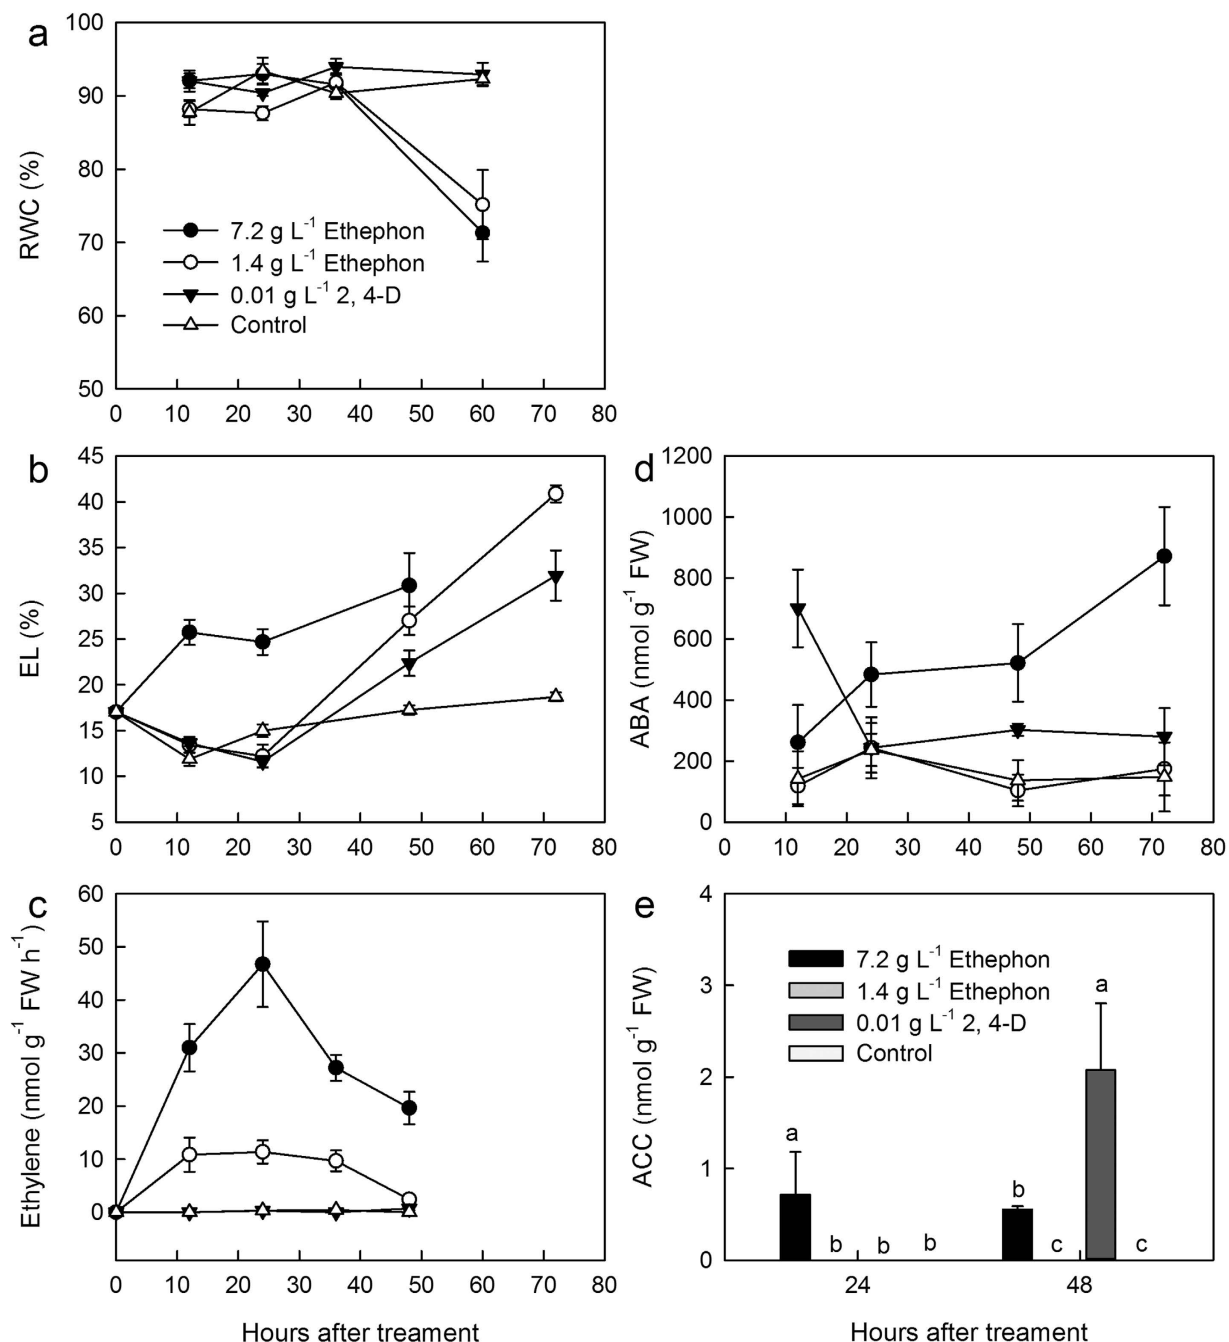 a
100
90
80
70
60
50
RWC (%)
7.2 g L⁻¹ Ethephon
1.4 g L⁻¹ Ethephon
0.01 g L⁻¹ 2, 4-D
Control
0 10 20 30 40 50 60 70 80
b
45
40
35
30
25
20
15
10
5
EL (%)
0 10 20 30 40 50 60 70 80
d
1200
1000
800
600
400
200
0
ABA (nmol g⁻¹ FW)
0 10 20 30 40 50 60 70 80
c
60
50
40
30
20
10
0
Ethylene (nmol g⁻¹ FW h⁻¹)
0 10 20 30 40 50 60 70 80
Hours after treament
e
4
3
2
1
0
ACC (nmol g⁻¹ FW)
7.2 g L⁻¹ Ethephon
1.4 g L⁻¹ Ethephon
0.01 g L⁻¹ 2, 4-D
Control
a b b b
b c a c
24 48
Hours after treament